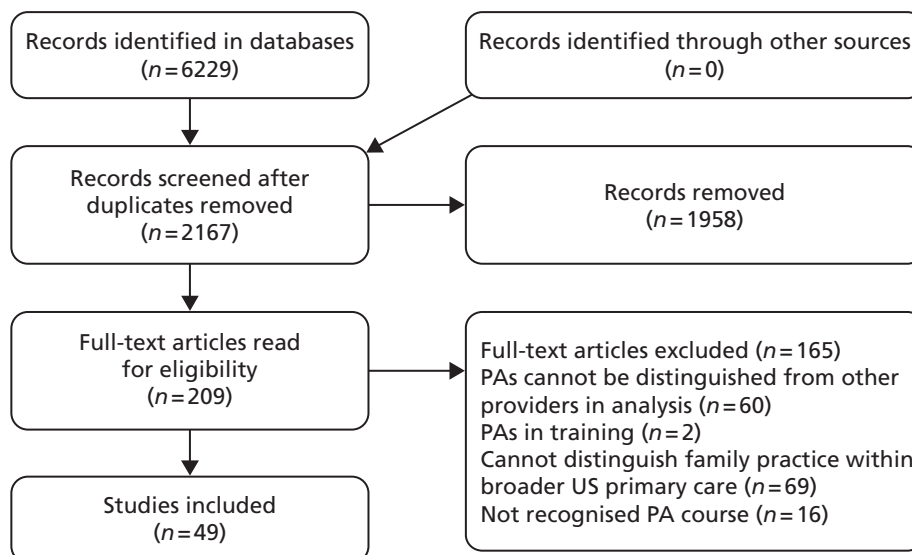 Records identified in databases
(n=6229)
Records identified through other sources
(n=0)
Records screened after
duplicates removed
(n=2167)
Records removed
(n=1958)
Full-text articles read
for eligibility
(n=209)
Full-text articles excluded (n=165)
PAs cannot be distinguished from other
providers in analysis (n=60)
PAs in training (n=2)
Cannot distinguish family practice within
broader US primary care (n=69)
Not recognised PA course (n=16)
Studies included
(n=49)